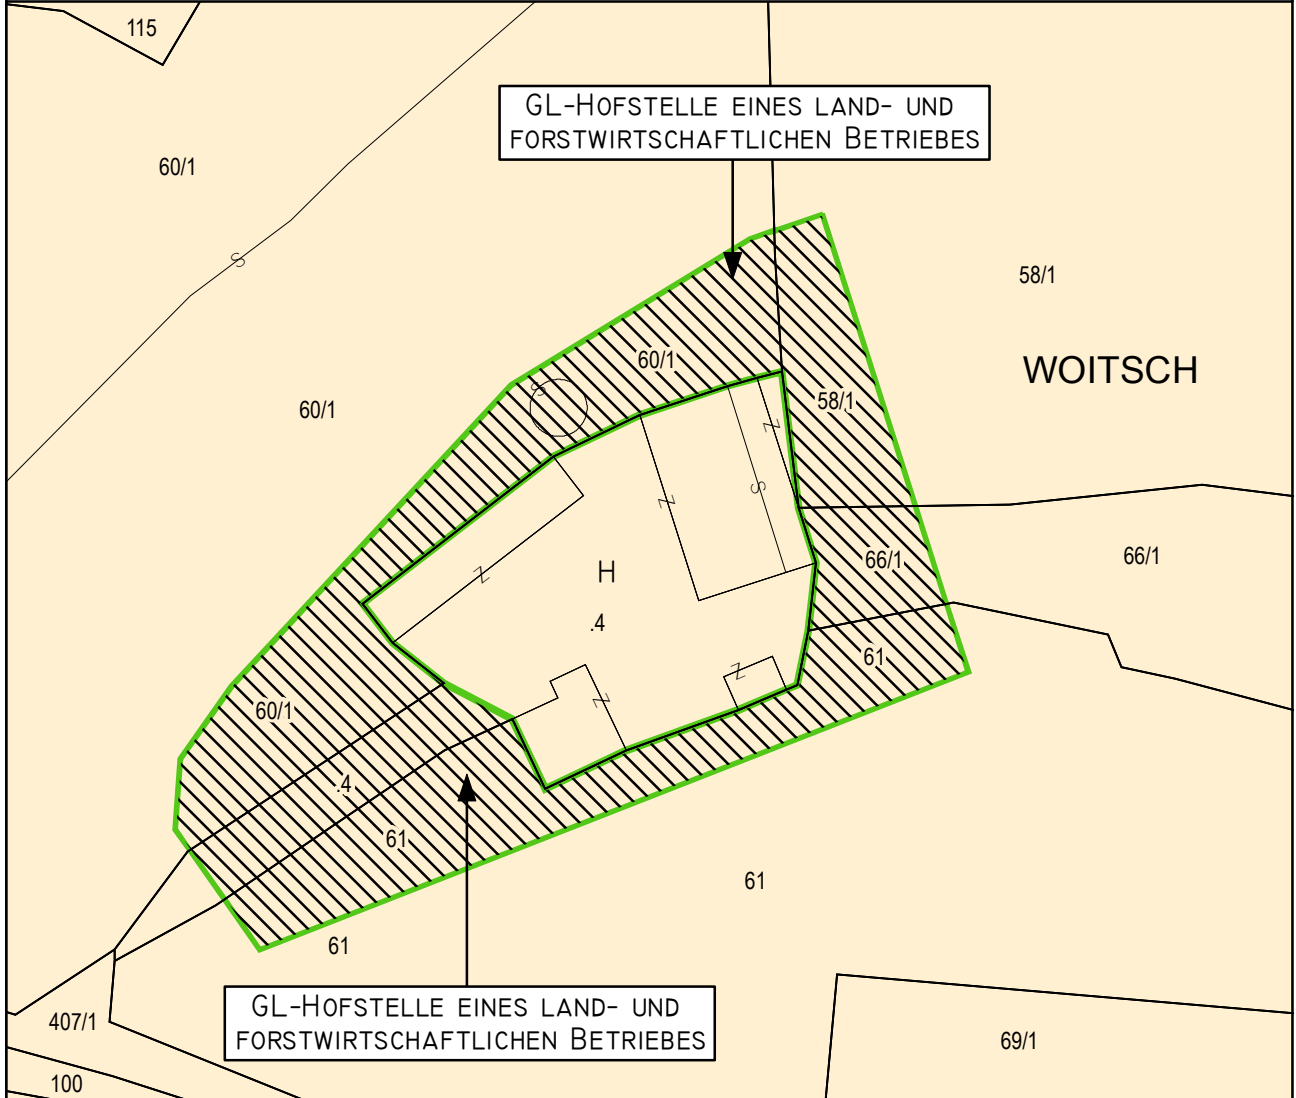 115
60/1
GL-HOFSTELLE EINES LAND- UND
FORSTWIRTSCHAFTLICHEN BETRIEBES
S
58/1
WOITSCH
60/1
60/1
58/1
S
Z
Z
S
66/1
66/1
Z
H
.4
61
Z
Z
60/1
.4
61
61
61
GL-HOFSTELLE EINES LAND- UND
FORSTWIRTSCHAFTLICHEN BETRIEBES
407/1
69/1
100